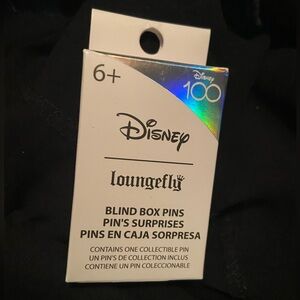 6+
Disney
100
Disney
loungefly
BLIND BOX PINS
PIN'S SURPRISES
PINS EN CAJA SORPRESA
CONTAINS ONE COLLECTIBLE PIN
UN PIN'S DE COLLECTION INCLUS
CONTIENE UN PIN COLECCIONABLE